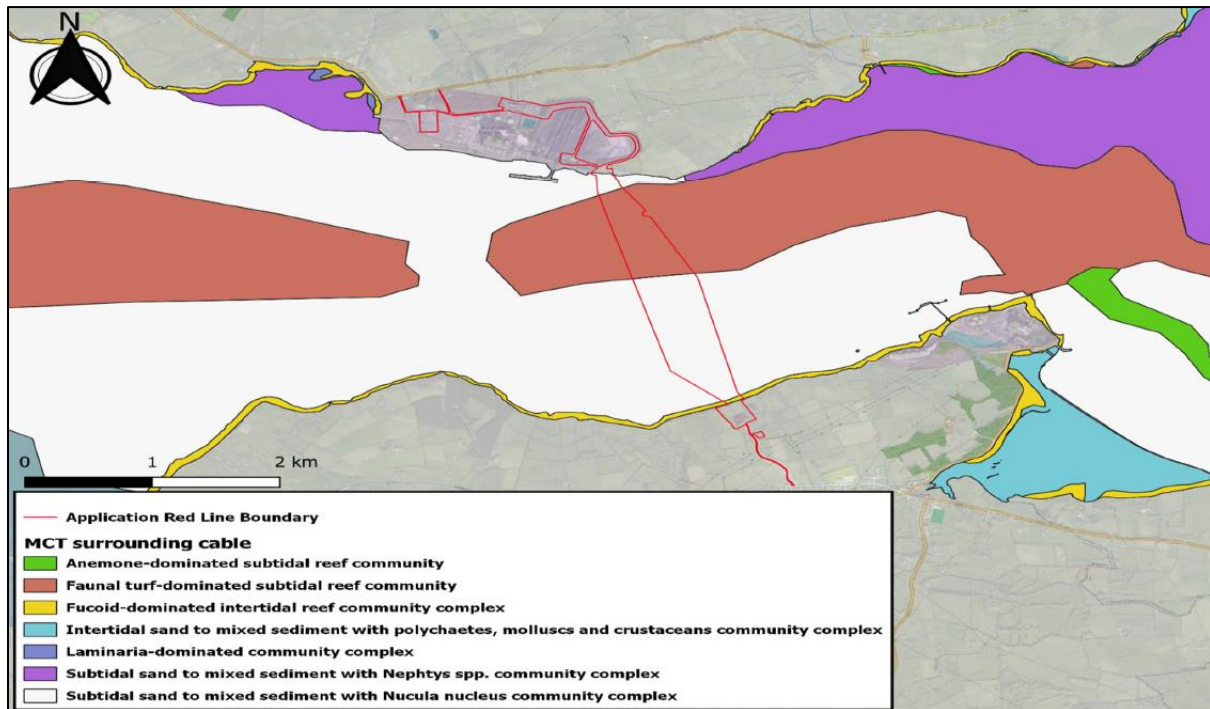 N
0 1 2 km
Application Red Line Boundary
MCT surrounding cable
Anemone-dominated subtidal reef community
Faunal turf-dominated subtidal reef community
Fucoid-dominated intertidal reef community complex
Intertidal sand to mixed sediment with polychaetes, molluscs and crustaceans community complex
Laminaria-dominated community complex
Subtidal sand to mixed sediment with Nephtys spp. community complex
Subtidal sand to mixed sediment with Nucula nucleus community complex